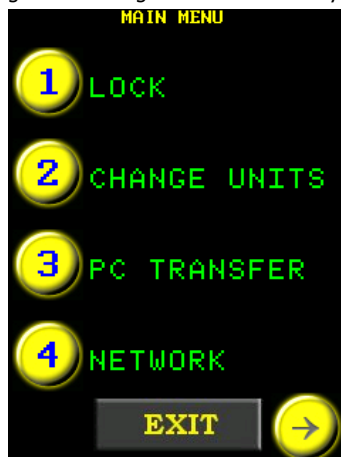 MAIN MENU
1 LOCK
2 CHANGE UNITS
3 PC TRANSFER
4 NETWORK
EXIT →